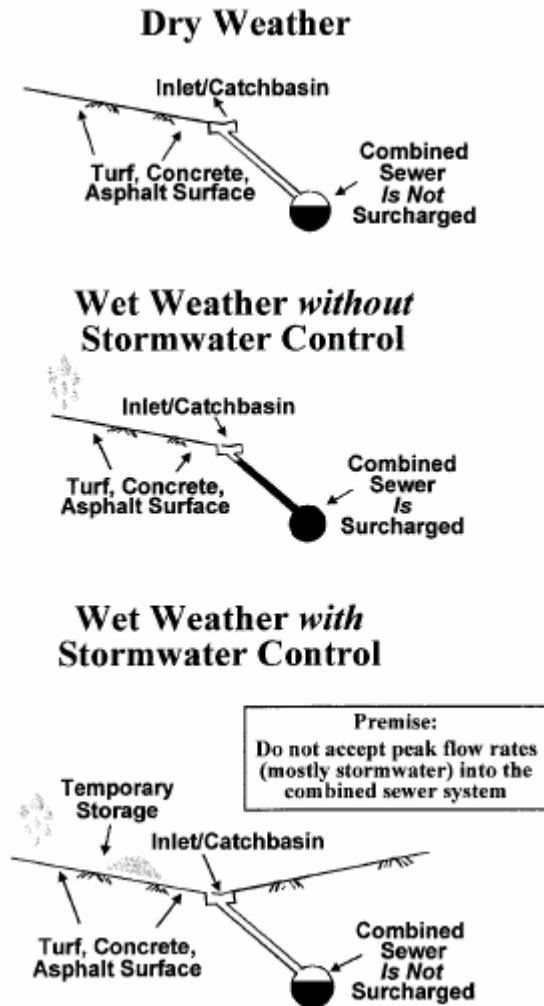 Dry Weather
Inlet/Catchbasin
Turf, Concrete,
Asphalt Surface
Combined
Sewer
Is Not
Surcharged
Wet Weather without
Stormwater Control
Inlet/Catchbasin
Turf, Concrete,
Asphalt Surface
Combined
Sewer
Is
Surcharged
Wet Weather with
Stormwater Control
Premise:
Do not accept peak flow rates
(mostly stormwater) into the
combined sewer system
Temporary
Storage
Inlet/Catchbasin
Turf, Concrete,
Asphalt Surface
Combined
Sewer
Is Not
Surcharged